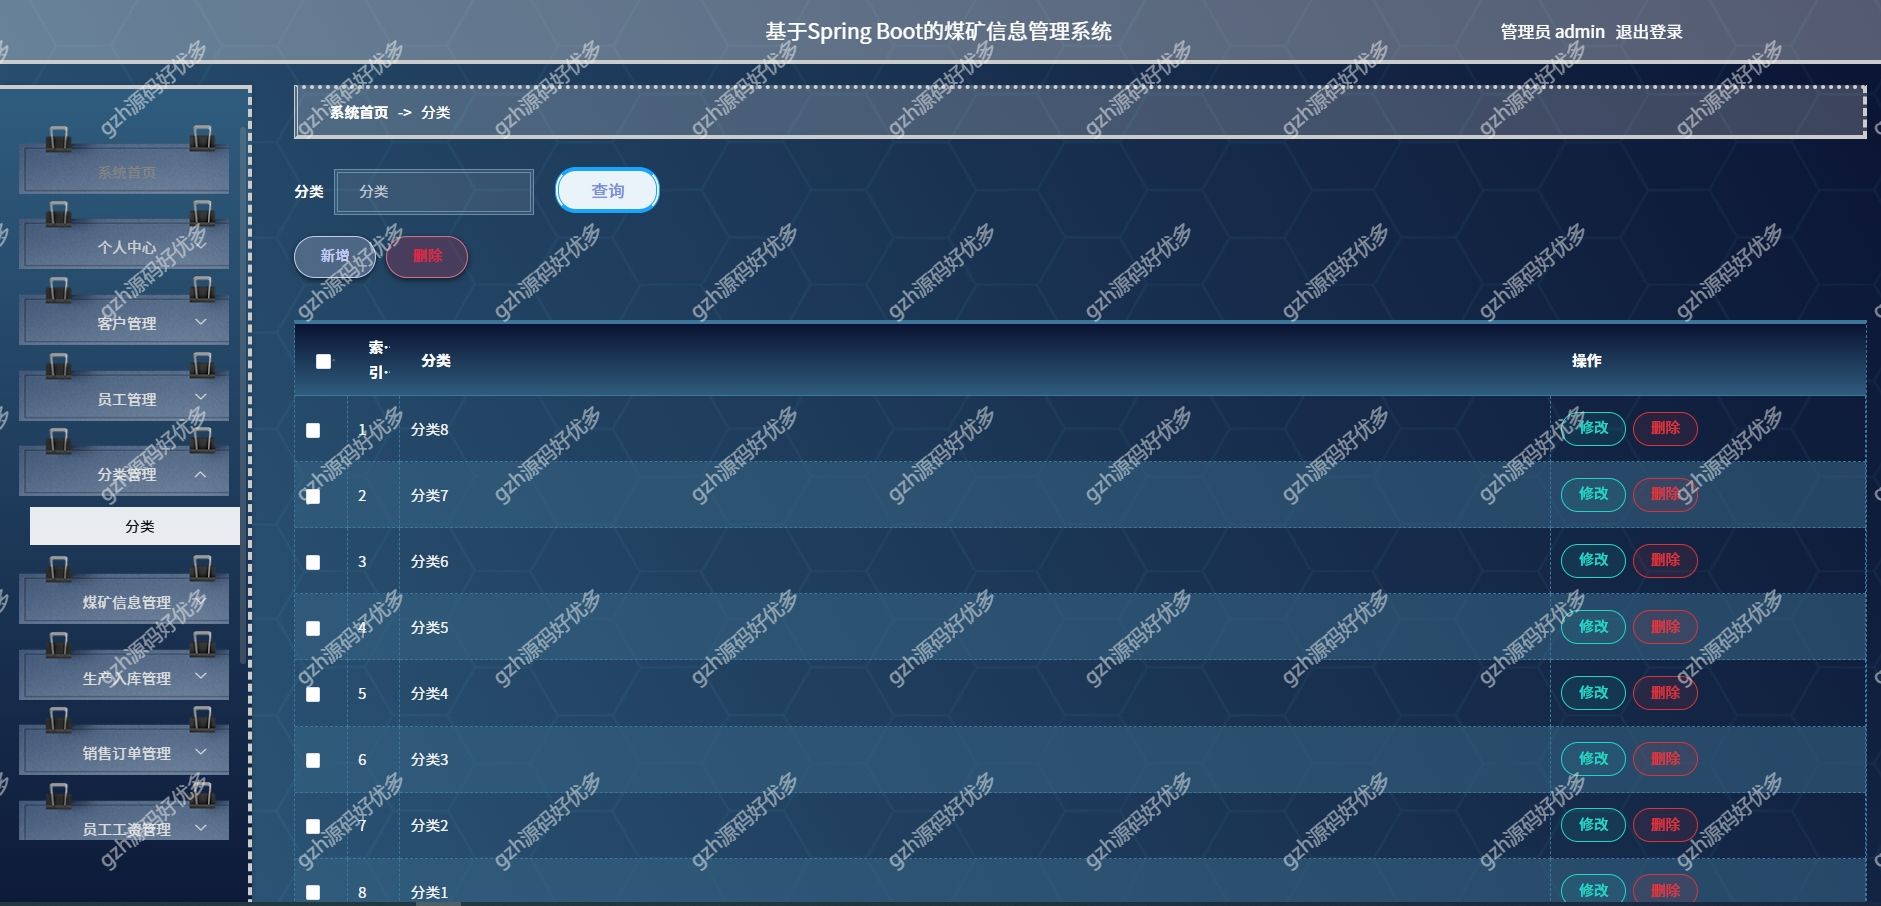 基于Spring Boot的煤矿信息管理系统
管理员 admin 退出登录
系统首页 -> 分类
系统首页
个人中心
客户管理
员工管理
分类管理
分类
煤矿信息管理
生产入库管理
销售订单管理
员工工资管理
分类 分类 查询
新增 删除
索引 分类 操作
1 分类8 修改 删除
2 分类7 修改 删除
3 分类6 修改 删除
4 分类5 修改 删除
5 分类4 修改 删除
6 分类3 修改 删除
7 分类2 修改 删除
8 分类1 修改 删除
gzh源码好优多